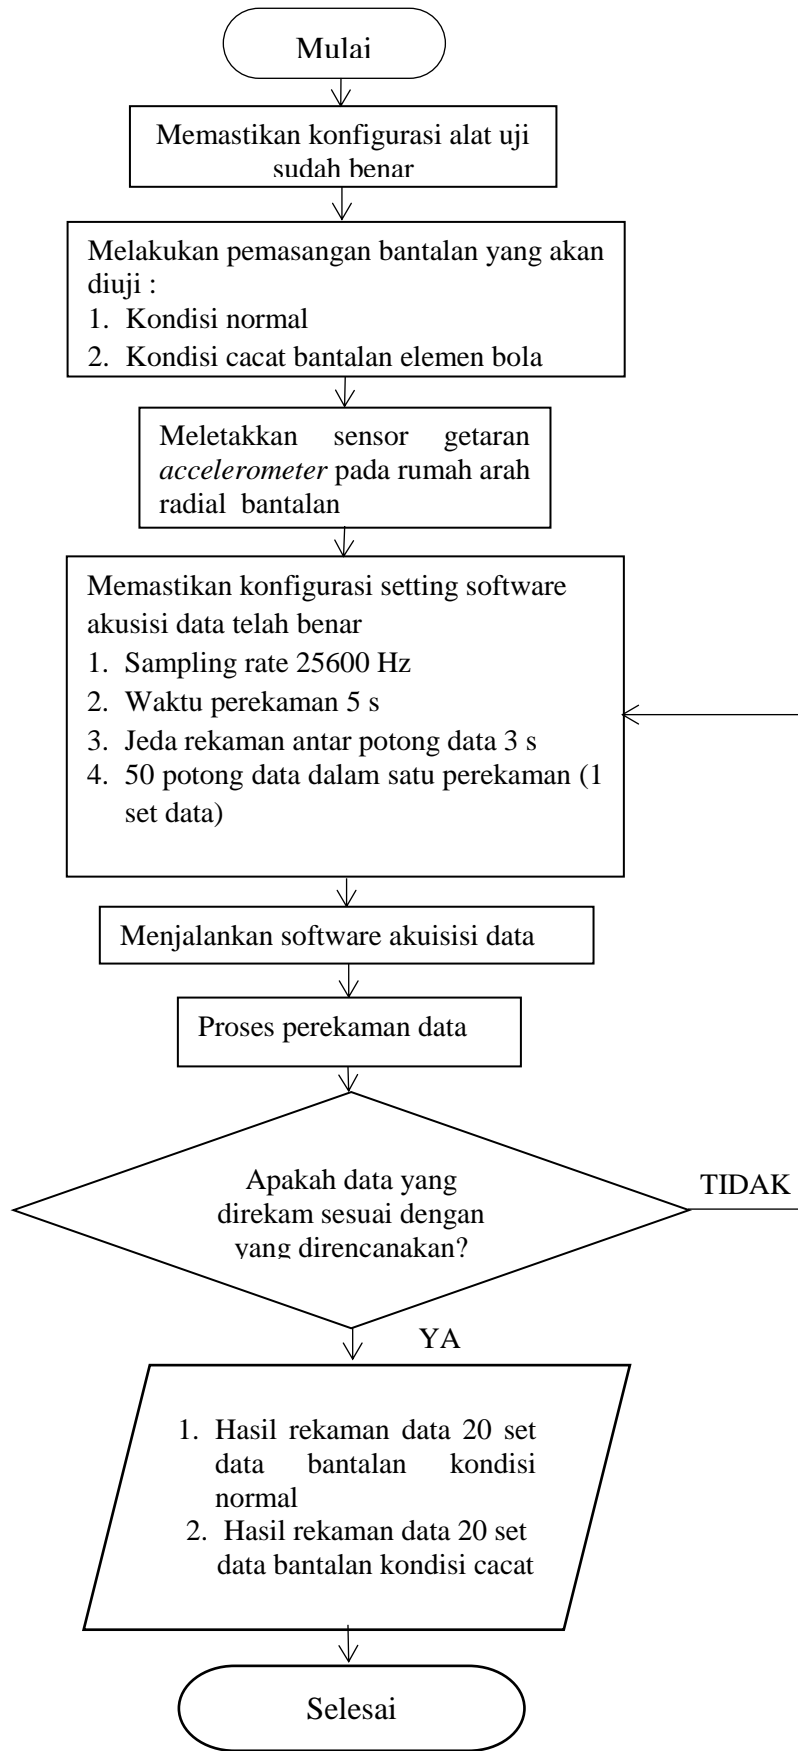 Mulai
Memastikan konfigurasi alat uji
sudah benar
Melakukan pemasangan bantalan yang akan
diuji :
1. Kondisi normal
2. Kondisi cacat bantalan elemen bola
Meletakkan sensor getaran
accelerometer pada rumah arah
radial bantalan
Memastikan konfigurasi setting software
akusisi data telah benar
1. Sampling rate 25600 Hz
2. Waktu perekaman 5 s
3. Jeda rekaman antar potong data 3 s
4. 50 potong data dalam satu perekaman (1
set data)
Menjalankan software akuisisi data
Proses perekaman data
Apakah data yang
direkam sesuai dengan
yang direncanakan?
TIDAK
YA
1. Hasil rekaman data 20 set
data bantalan kondisi
normal
2. Hasil rekaman data 20 set
data bantalan kondisi cacat
Selesai